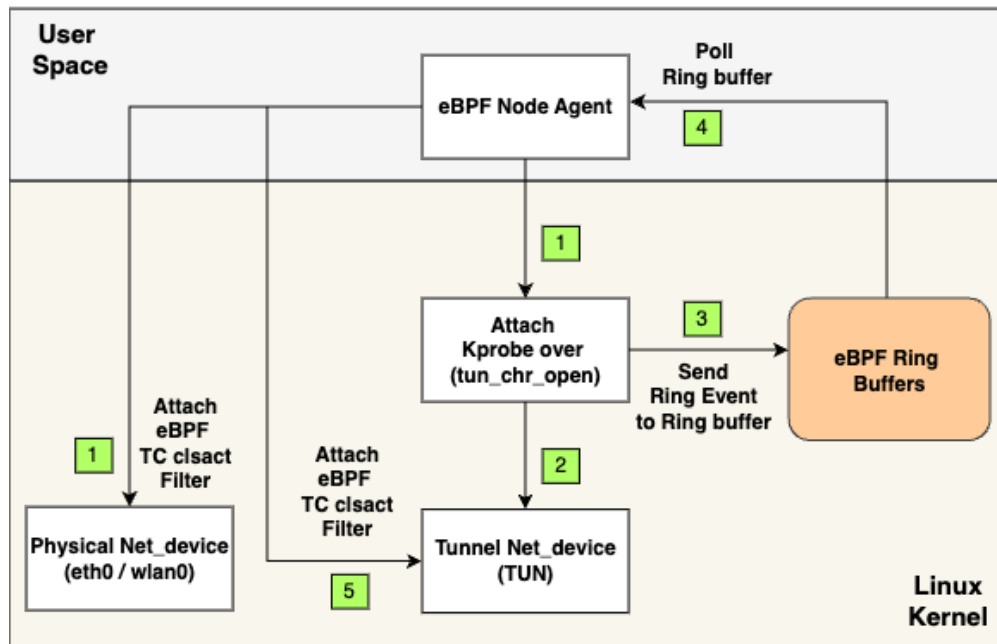 User
Space
eBPF Node Agent
Poll
Ring buffer
4
1
Attach
Kprobe over
(tun_chr_open)
3
Send
Ring Event
to Ring buffer
eBPF Ring
Buffers
Attach
eBPF
TC clsact
Filter
1
Attach
eBPF
TC clsact
Filter
2
Physical Net_device
(eth0 / wlan0)
5
Tunnel Net_device
(TUN)
Linux
Kernel